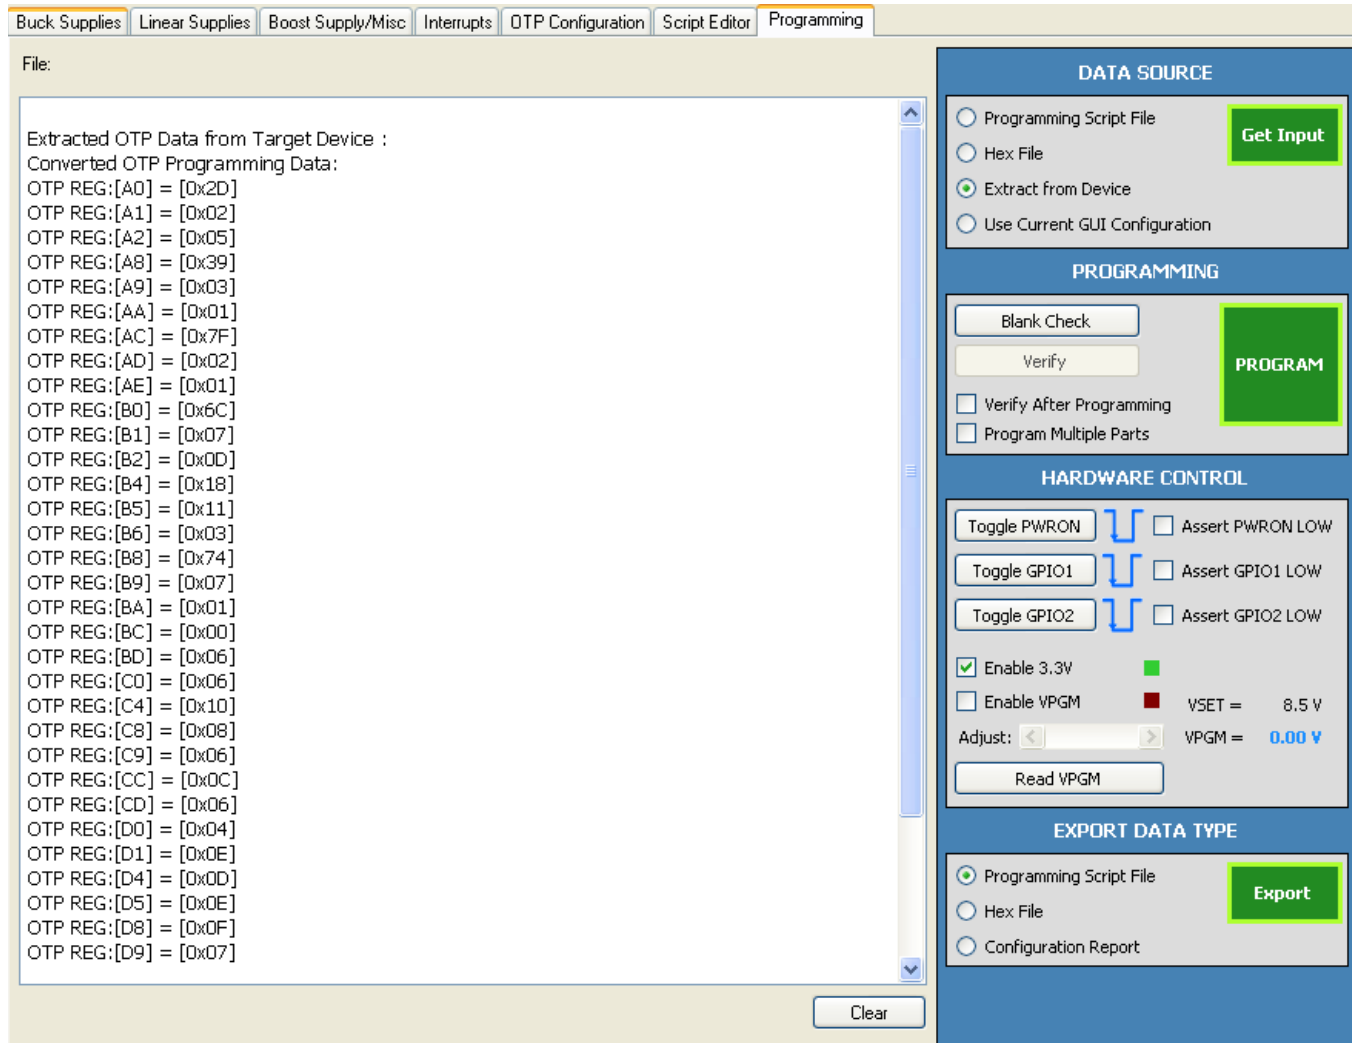 Buck Supplies Linear Supplies Boost Supply/Misc Interrupts OTP Configuration Script Editor Programming
File:
Extracted OTP Data from Target Device :
Converted OTP Programming Data:
OTP REG:[A0] = [0x2D]
OTP REG:[A1] = [0x02]
OTP REG:[A2] = [0x05]
OTP REG:[A8] = [0x39]
OTP REG:[A9] = [0x03]
OTP REG:[AA] = [0x01]
OTP REG:[AC] = [0x7F]
OTP REG:[AD] = [0x02]
OTP REG:[AE] = [0x01]
OTP REG:[B0] = [0x6C]
OTP REG:[B1] = [0x07]
OTP REG:[B2] = [0x0D]
OTP REG:[B4] = [0x18]
OTP REG:[B5] = [0x11]
OTP REG:[B6] = [0x03]
OTP REG:[B8] = [0x74]
OTP REG:[B9] = [0x07]
OTP REG:[BA] = [0x01]
OTP REG:[BC] = [0x00]
OTP REG:[BD] = [0x06]
OTP REG:[C0] = [0x06]
OTP REG:[C4] = [0x10]
OTP REG:[C8] = [0x08]
OTP REG:[C9] = [0x06]
OTP REG:[CC] = [0x0C]
OTP REG:[CD] = [0x06]
OTP REG:[D0] = [0x04]
OTP REG:[D1] = [0x0E]
OTP REG:[D4] = [0x0D]
OTP REG:[D5] = [0x0E]
OTP REG:[D8] = [0x0F]
OTP REG:[D9] = [0x07]
Clear
DATA SOURCE
Programming Script File
Get Input
Hex File
Extract from Device
Use Current GUI Configuration
PROGRAMMING
Blank Check
Verify
PROGRAM
Verify After Programming
Program Multiple Parts
HARDWARE CONTROL
Toggle PWRON Assert PWRON LOW
Toggle GPIO1 Assert GPIO1 LOW
Toggle GPIO2 Assert GPIO2 LOW
Enable 3.3V
Enable VPGM VSET = 8.5 V
Adjust: VPGM = 0.00 V
Read VPGM
EXPORT DATA TYPE
Programming Script File
Export
Hex File
Configuration Report